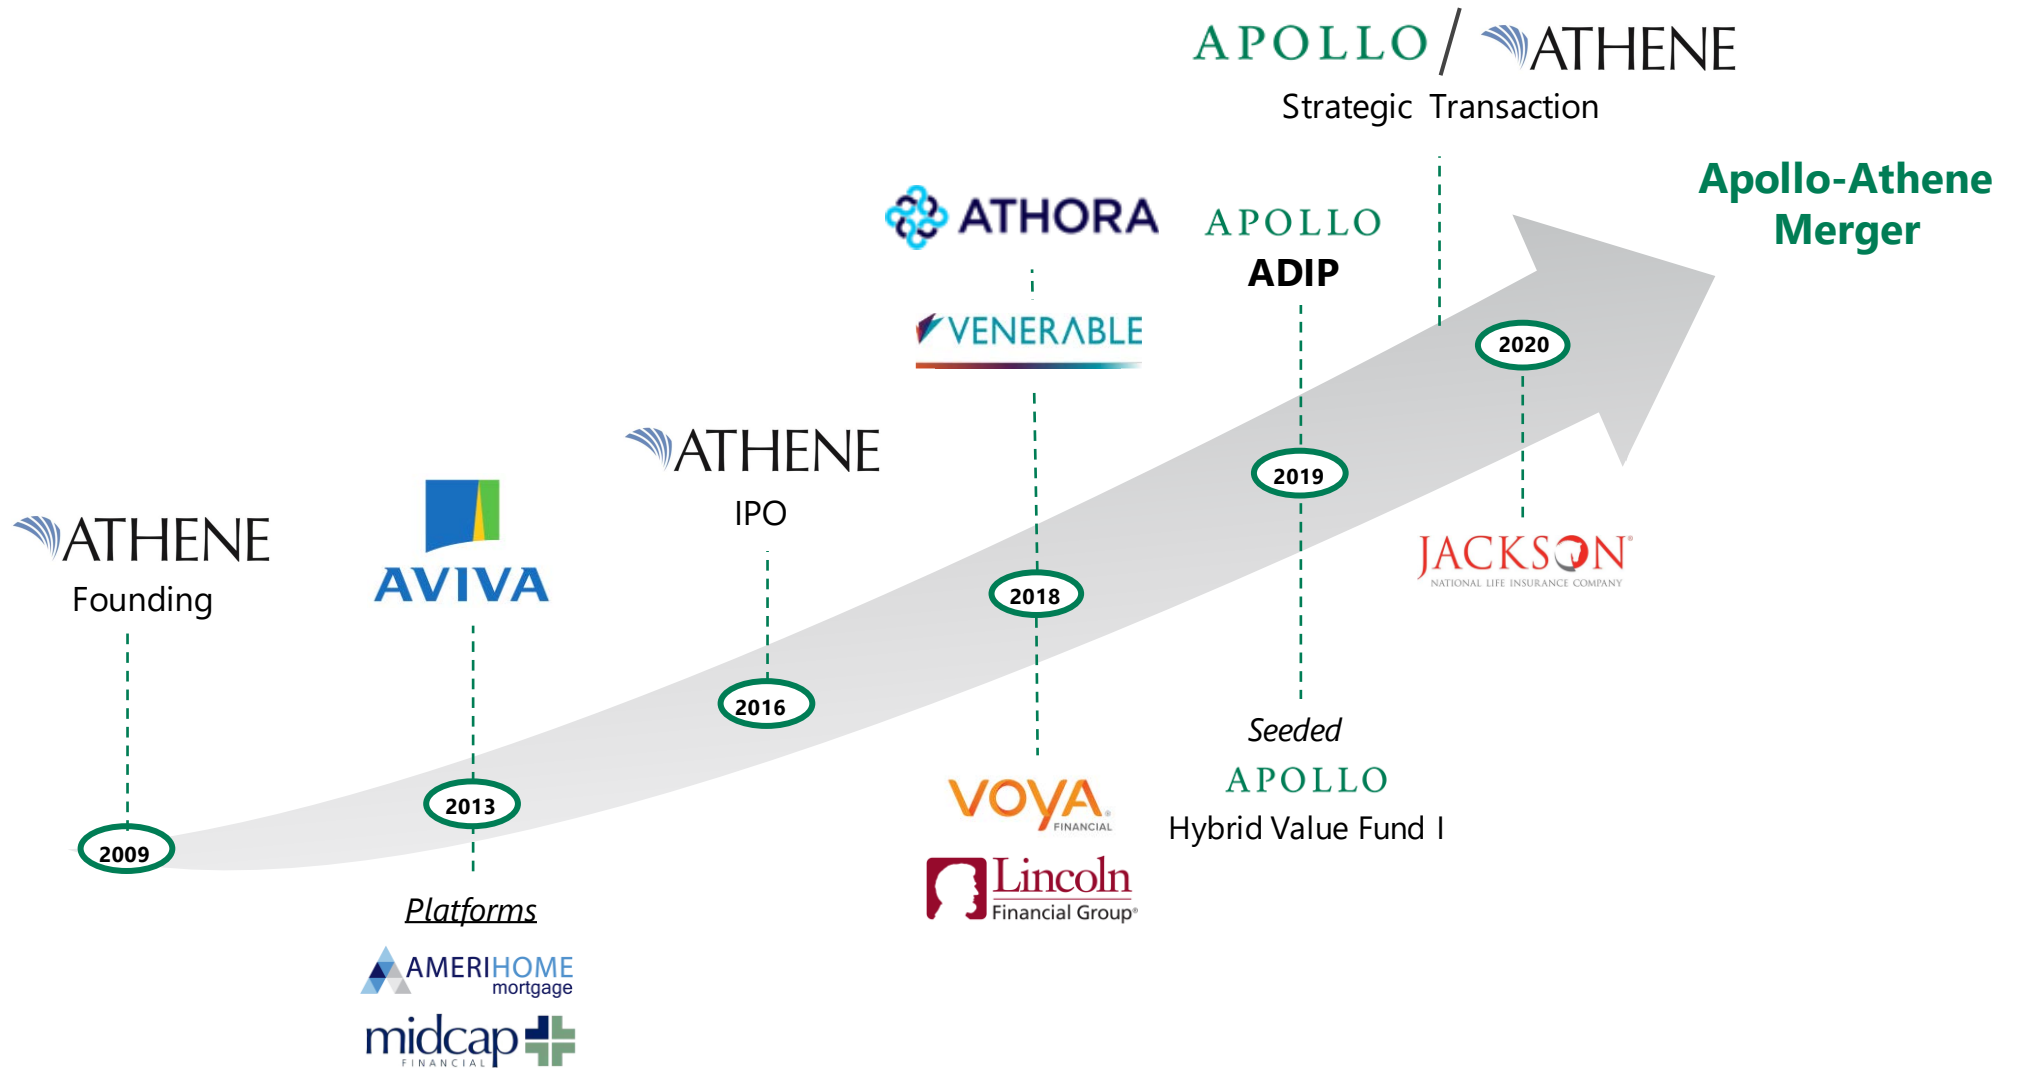 APOLLO / ATHENE
Strategic Transaction
Apollo-Athene
Merger
ATHORA
APOLLO
ADIP
VENERABLE
2020
ATHENE
IPO
2019
AVIVA
ATHENE
Founding
JACKSON®
NATIONAL LIFE INSURANCE COMPANY
2018
2016
Seeded
APOLLO
Hybrid Value Fund I
VOYA®
FINANCIAL
2013
2009
Lincoln
Financial Group®
Platforms
AMERIHOME
mortgage
midcap
FINANCIAL